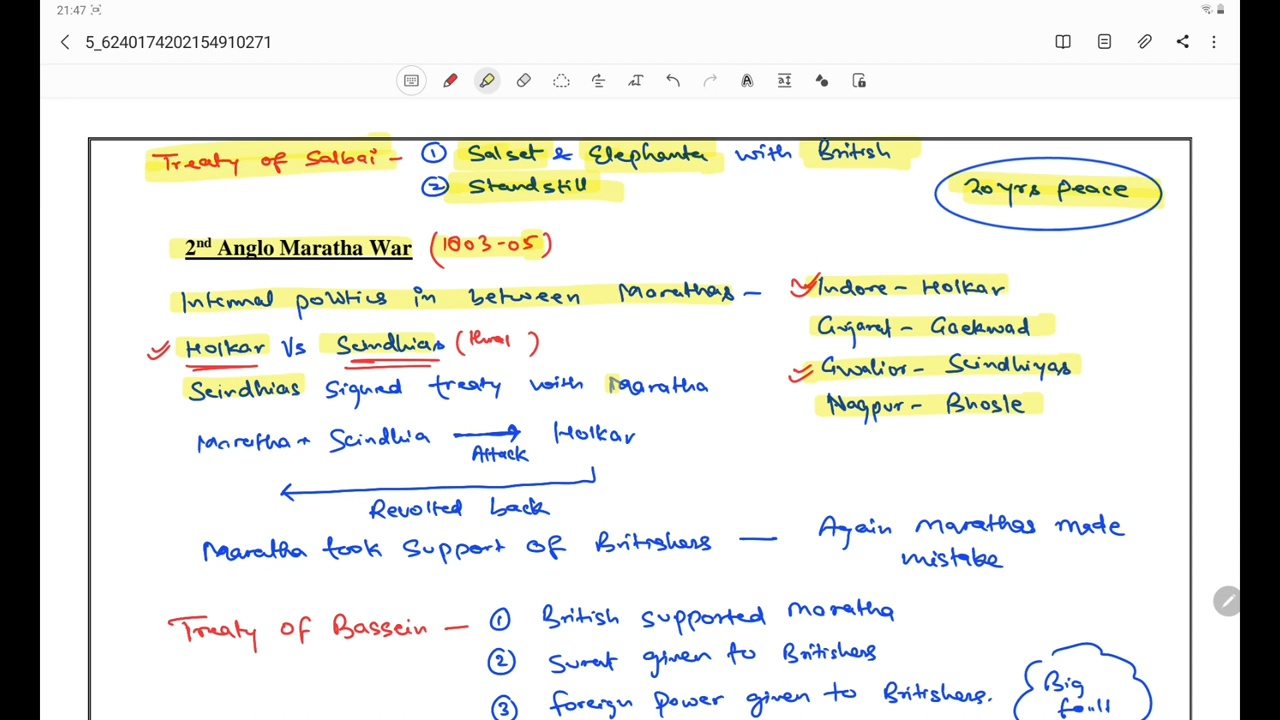 21:47
5_6240174202154910271
Treaty of Salbai - ① Salset & Elephanta with British
② Standstill
20 yrs peace
2nd Anglo Maratha War (1803-05)
Internal politics in between Marathas -
Indore - Holkar
Gujarat - Gaekwad
Gwalior - Scindhiyas
Nagpur - Bhosle
Holkar Vs Scindhias
Scindhias signed treaty with Maratha
Maratha + Scindhia → Holkar
Attack
Revolted back
Maratha took support of Britishers — Again Marathas made
mistake
Treaty of Bassein - ① British supported Maratha
② Surat given to Britishers
③ foreign power given to Britishers.
Big